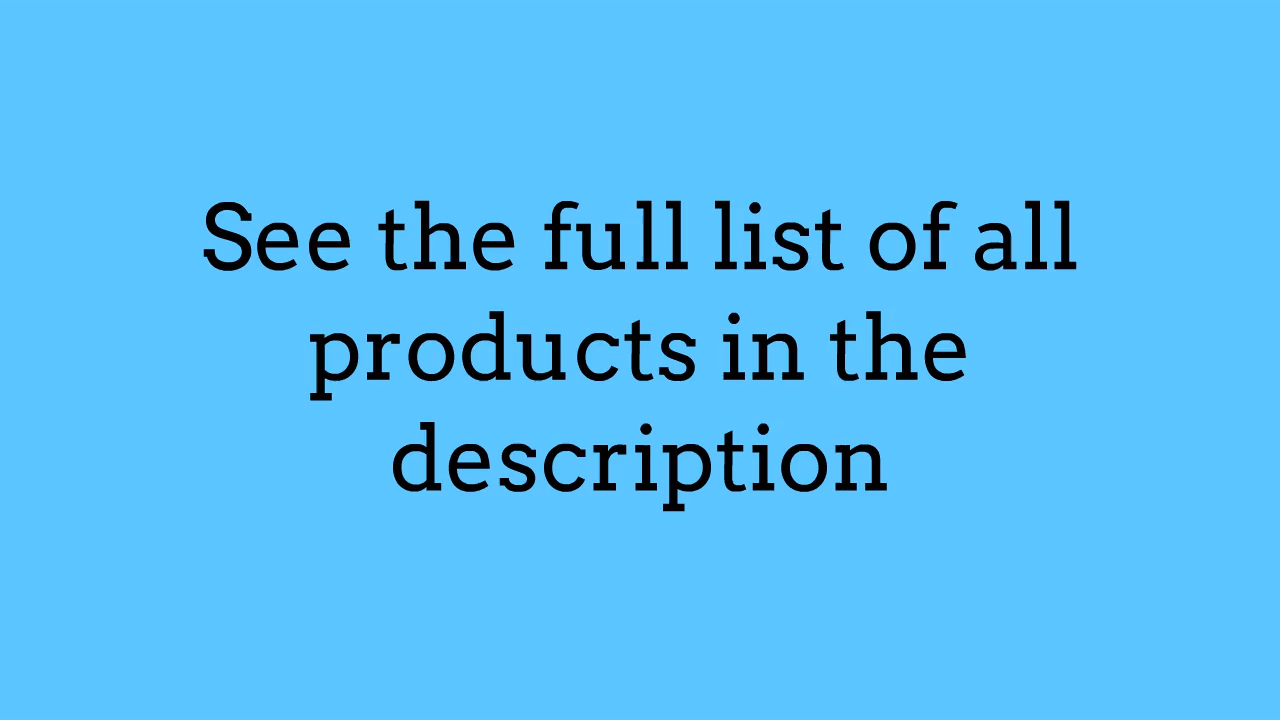 See the full list of all
products in the
description